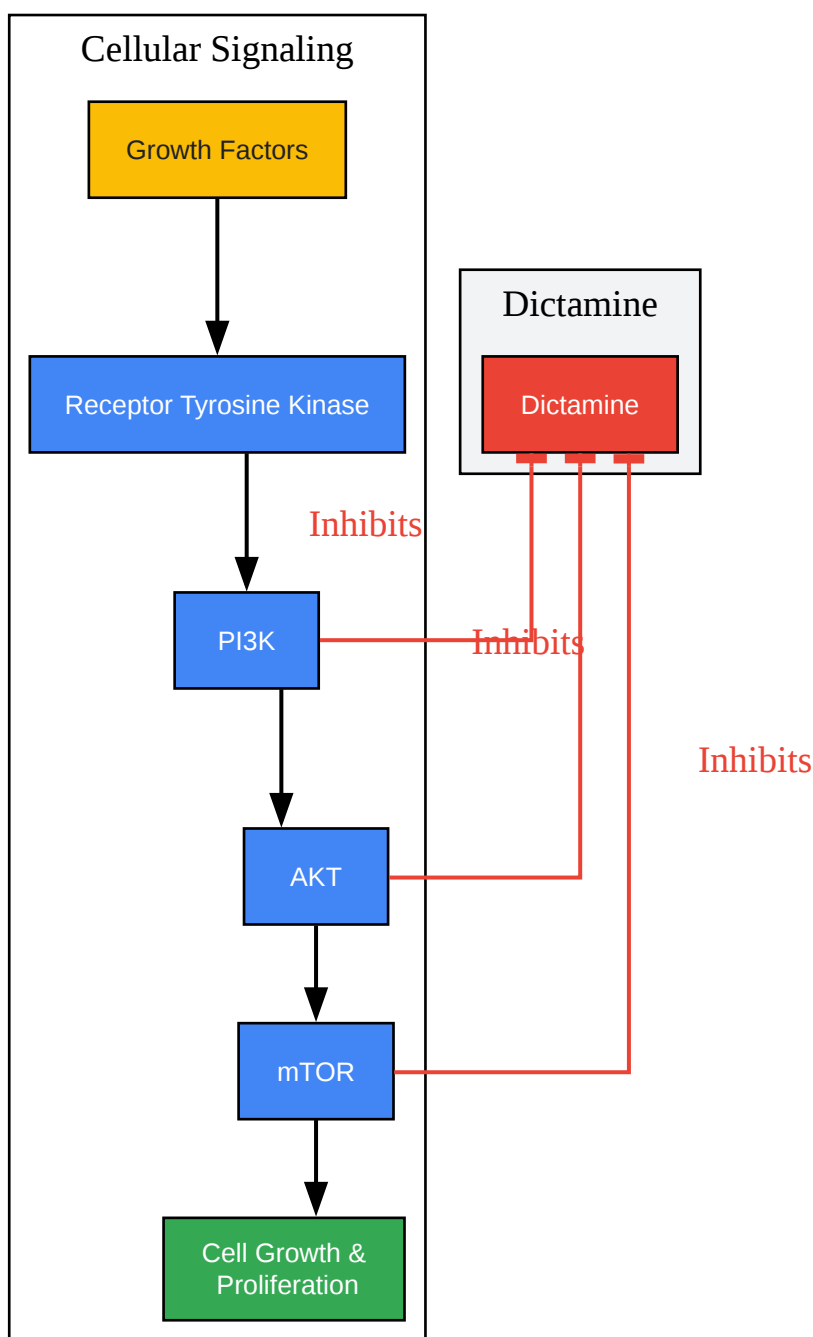 Cellular Signaling
Growth Factors
Dictamine
Receptor Tyrosine Kinase
Dictamine
Inhibits
PI3K
Inhibits
Inhibits
AKT
mTOR
Cell Growth &
Proliferation